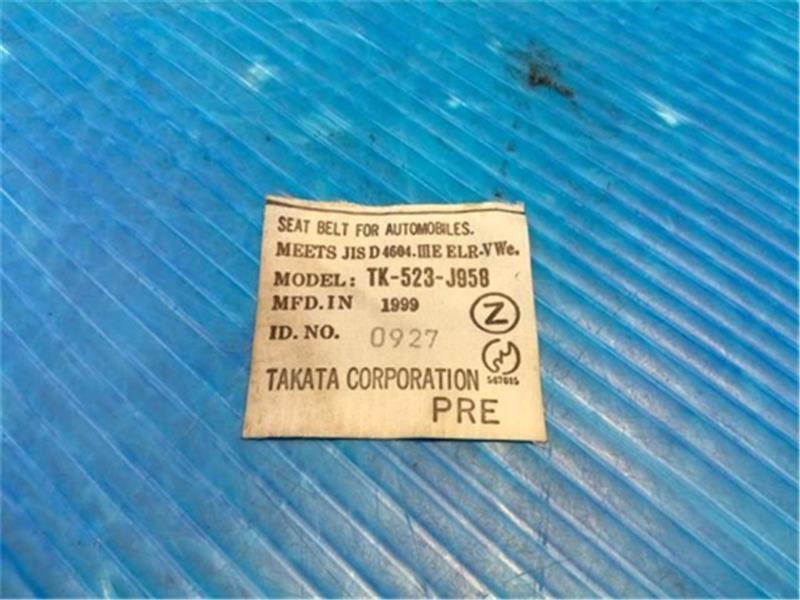 SEAT BELT FOR AUTOMOBILES.
MEETS JIS D 4604.IIIE ELR-VWe.
MODEL: TK-523-J958
MFD.IN 1999
Z
ID. NO. 0927
TAKATA CORPORATION
PRE